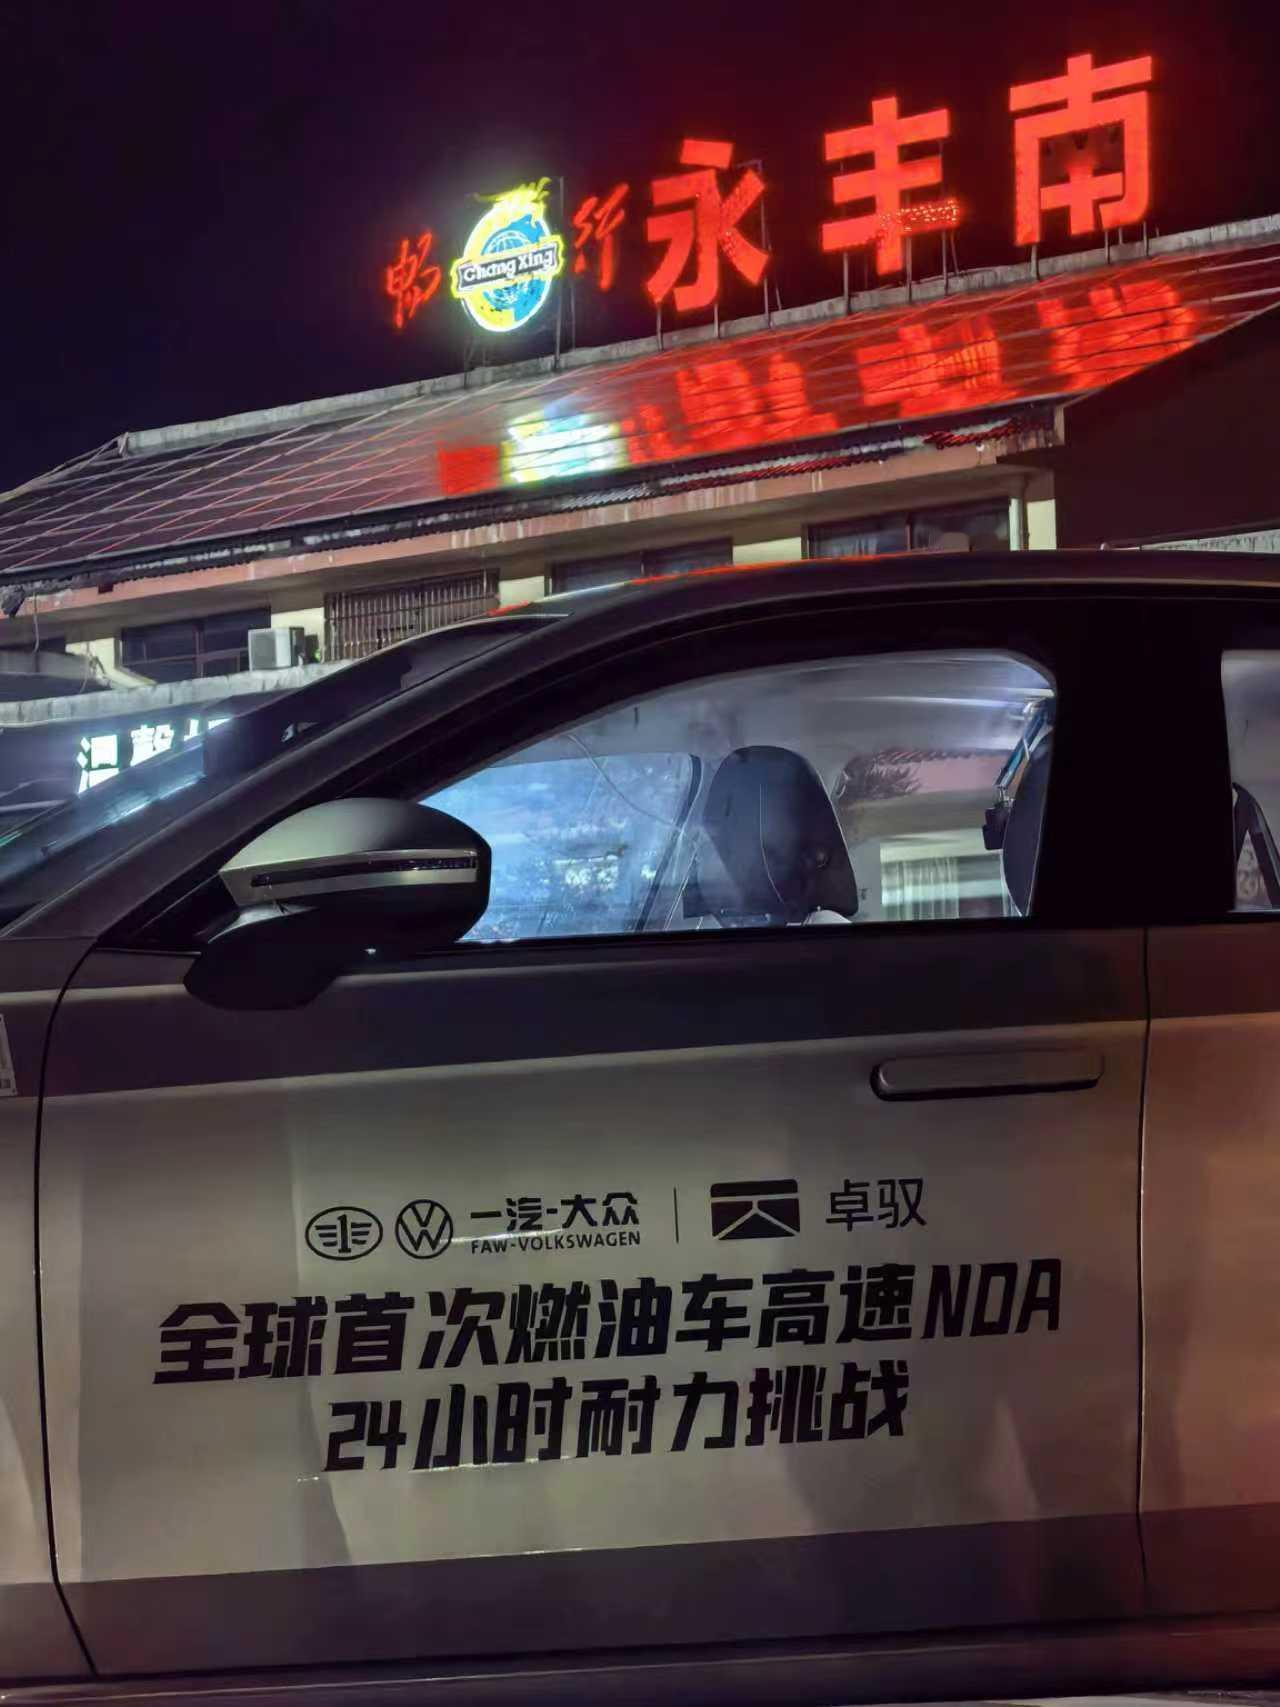 畅 Chang Xing 行 永丰南
一汽-大众 卓驭
FAW-VOLKSWAGEN
全球首次燃油车高速NOA
24小时耐力挑战